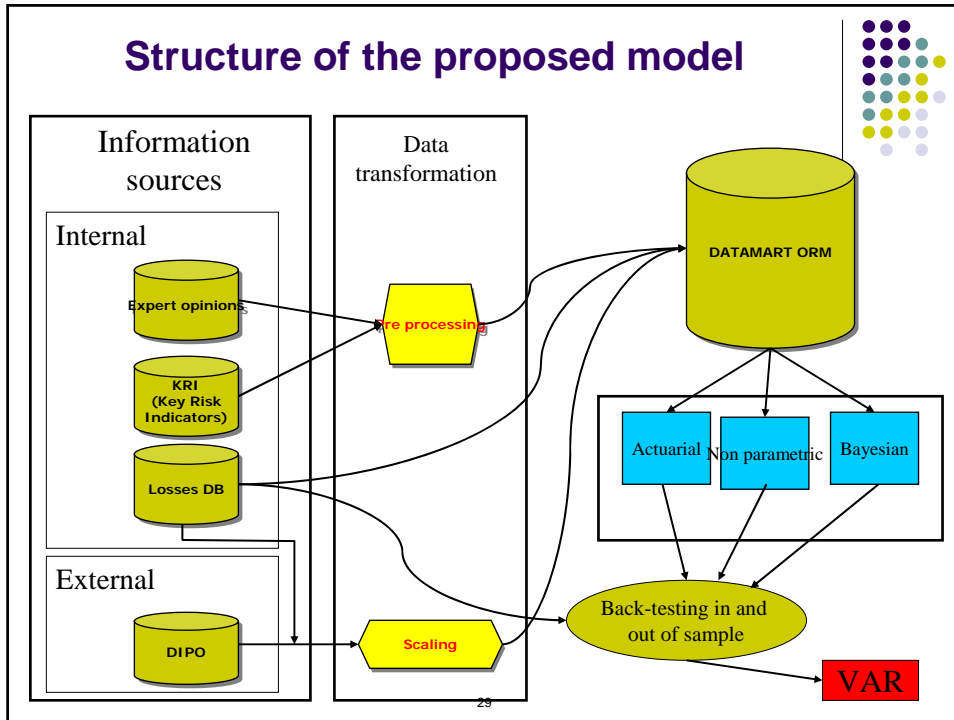 Structure of the proposed model
Information
sources
Internal
Expert opinions
KRI
(Key Risk
Indicators)
Losses DB
External
DIPO
Data
transformation
Pre processing
Scaling
DATAMART ORM
Actuarial
Non parametric
Bayesian
Back-testing in and
out of sample
VAR
29